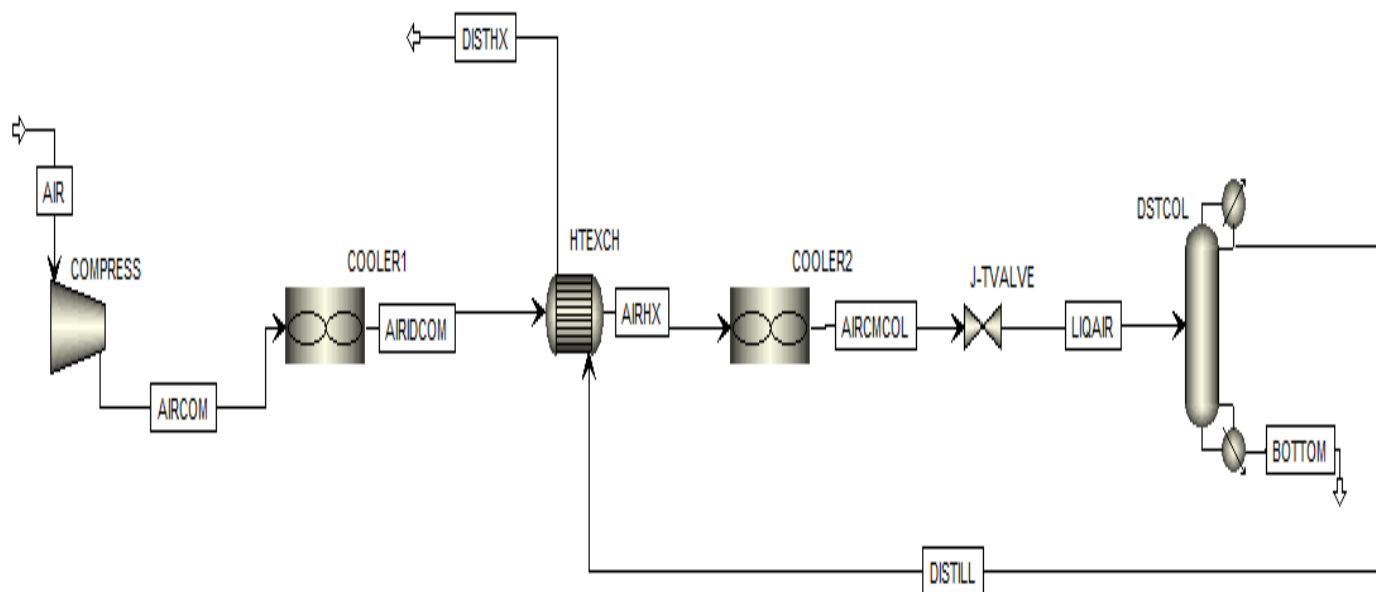 DISTHX
AIR
COMPRESS
COOLER1
HTEXCH
COOLER2
J-TVALVE
DSTCOL
AIRIDCOM
AIRHX
AIRCMCOL
LIQAIR
AIRCOM
BOTTOM
DISTILL